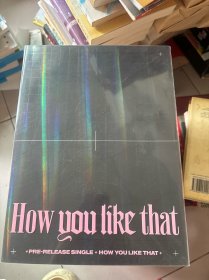 How you like that
+ PRE-RELEASE SINGLE + HOW YOU LIKE THAT +